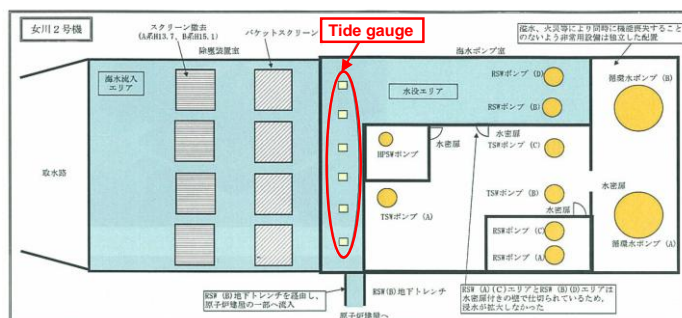 女川２号機
スクリーン撤去
(A系H13.7, B系H15.1)
バケットスクリーン
Tide gauge
除塵装置室
海水ポンプ室
溢水、火災等により同時に機能喪失すること
のないよう非常用設備は独立した配置
海水流入
エリア
水没エリア
RSWポンプ (D)
RSWポンプ (B)
循環水ポンプ (B)
取水路
HPSWポンプ
水密扉
水密扉
TSWポンプ (C)
TSWポンプ (A)
TSWポンプ (B)
水密扉
水密扉
RSWポンプ (C)
RSWポンプ (A)
循環水ポンプ (A)
RSW (B) 地下トレンチを経由し、
原子炉建屋の一部へ流入
RSW(B)地下トレンチ
原子炉建屋へ
RSW (A)(C)エリアとRSW (B)(D)エリアは
水密扉付きの壁で仕切られているため、
浸水が拡大しなかった